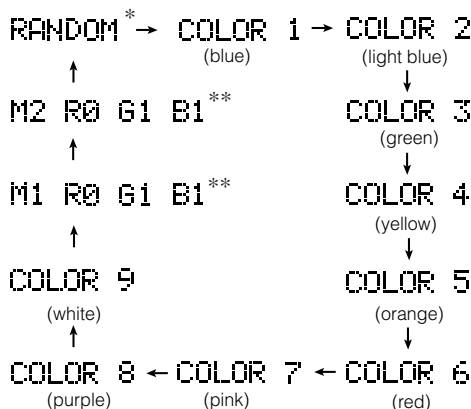 RANDOM* → COLOR 1 → COLOR 2
(blue) (light blue)
M2 R0 G1 B1** COLOR 3
(green)
M1 R0 Gi B1** COLOR 4
(yellow)
COLOR 9 COLOR 5
(white) (orange)
COLOR 8 ← COLOR 7 ← COLOR 6
(purple) (pink) (red)